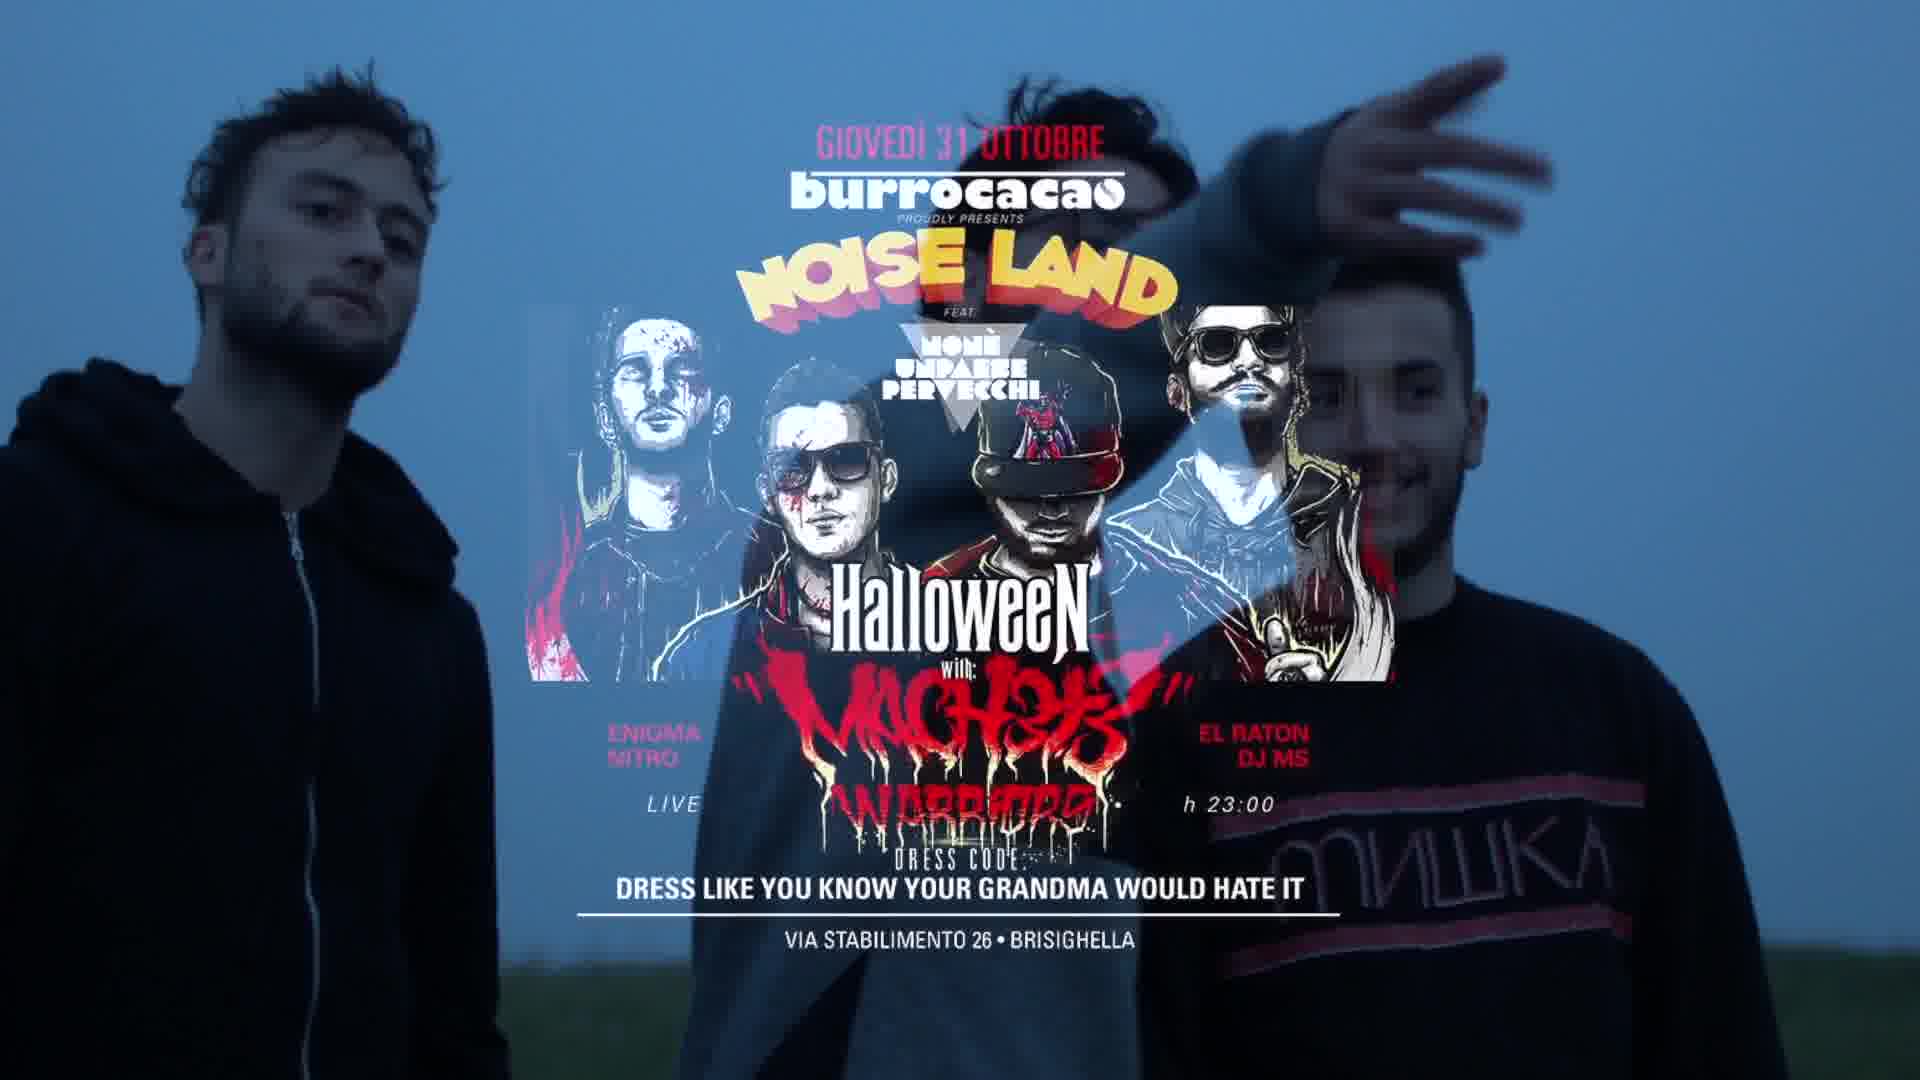 GIOVEDÌ 31 OTTOBRE
burrocacao
PROUDLY PRESENTS
NOISE LAND
FEAT.
NONÈ
UNPAESE
PERVECCHI
HalloweeN
with:
"MACHETE
WARRIORS"
ENIGMA
NITRO
EL RATON
DJ MS
LIVE
h 23:00
DRESS CODE:
DRESS LIKE YOU KNOW YOUR GRANDMA WOULD HATE IT
VIA STABILIMENTO 26 • BRISIGHELLA
МИШКА